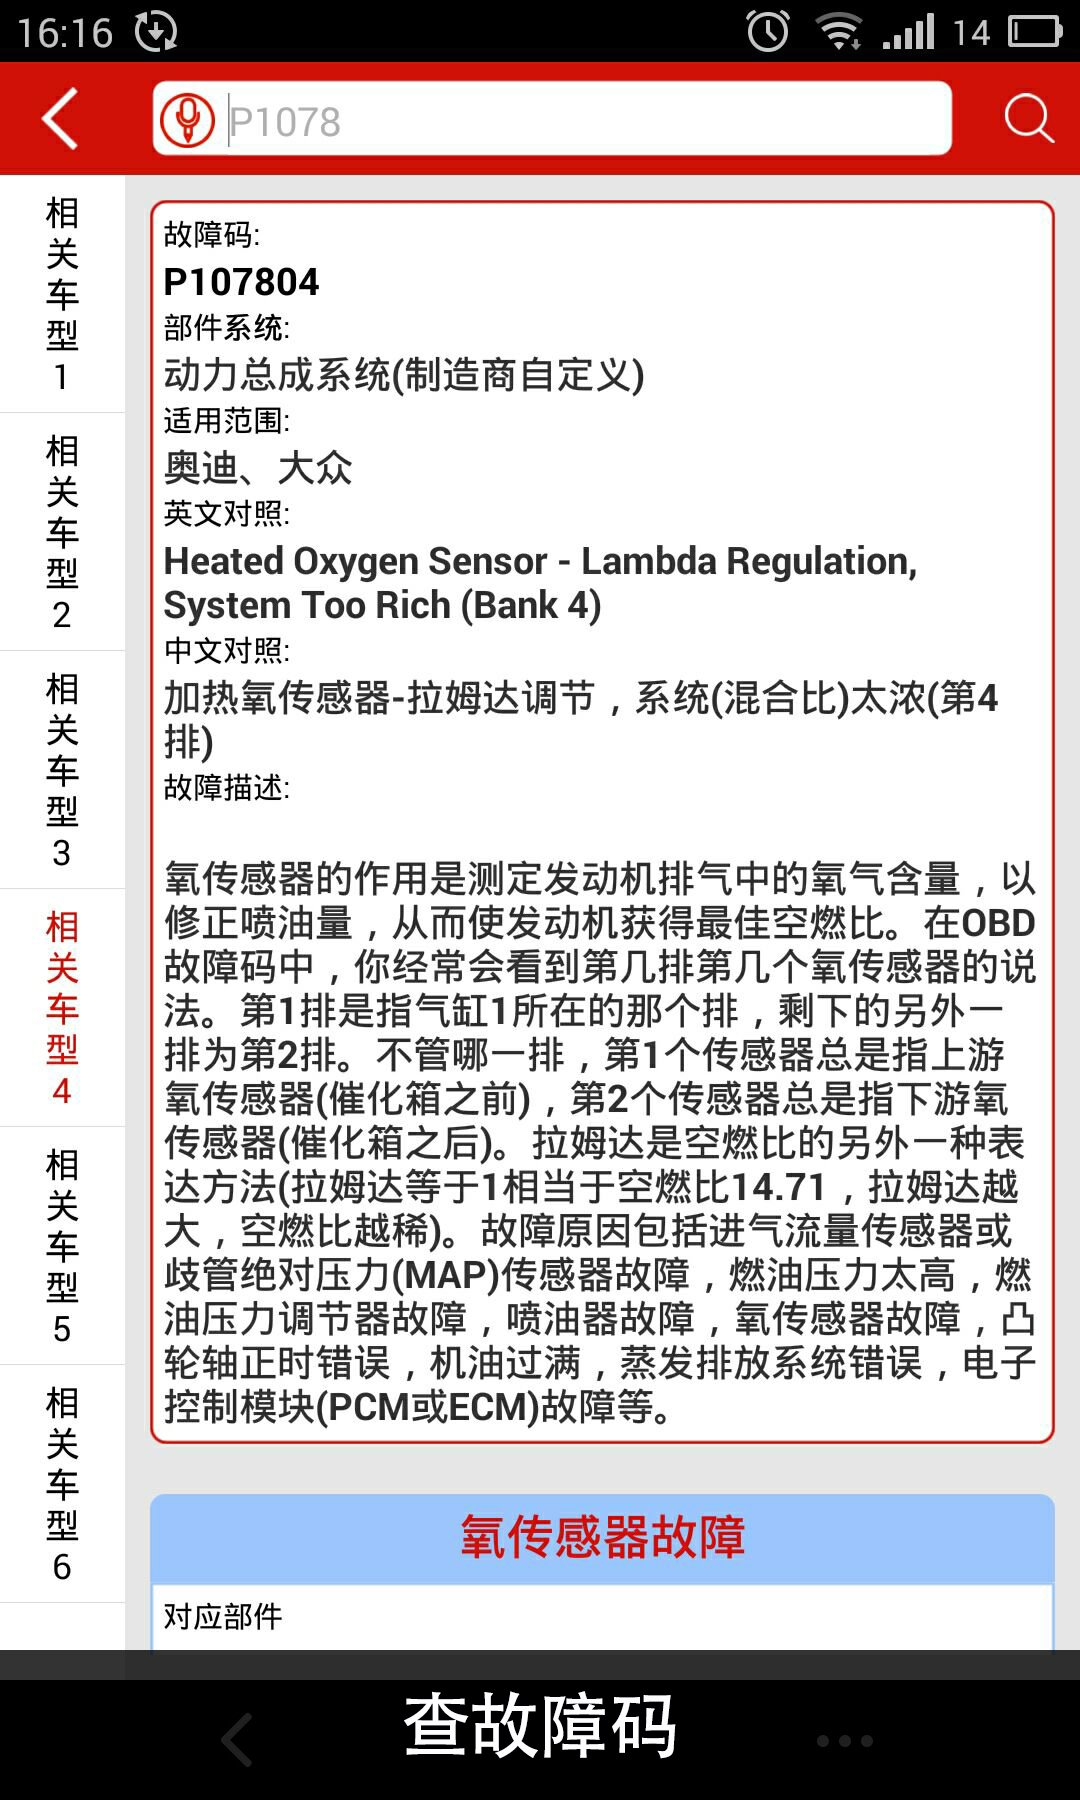 16:16
14
P1078
相
关
车
型
1
相
关
车
型
2
相
关
车
型
3
相
关
车
型
4
相
关
车
型
5
相
关
车
型
6
故障码:
P107804
部件系统:
动力总成系统(制造商自定义)
适用范围:
奥迪、大众
英文对照:
Heated Oxygen Sensor - Lambda Regulation,
System Too Rich (Bank 4)
中文对照:
加热氧传感器-拉姆达调节，系统(混合比)太浓(第4
排)
故障描述:
氧传感器的作用是测定发动机排气中的氧气含量，以
修正喷油量，从而使发动机获得最佳空燃比。在OBD
故障码中，你经常会看到第几排第几个氧传感器的说
法。第1排是指气缸1所在的那个排，剩下的另外一
排为第2排。不管哪一排，第1个传感器总是指上游
氧传感器(催化箱之前)，第2个传感器总是指下游氧
传感器(催化箱之后)。拉姆达是空燃比的另外一种表
达方法(拉姆达等于1相当于空燃比14.71，拉姆达越
大，空燃比越稀)。故障原因包括进气流量传感器或
歧管绝对压力(MAP)传感器故障，燃油压力太高，燃
油压力调节器故障，喷油器故障，氧传感器故障，凸
轮轴正时错误，机油过满，蒸发排放系统错误，电子
控制模块(PCM或ECM)故障等。
氧传感器故障
对应部件
查故障码